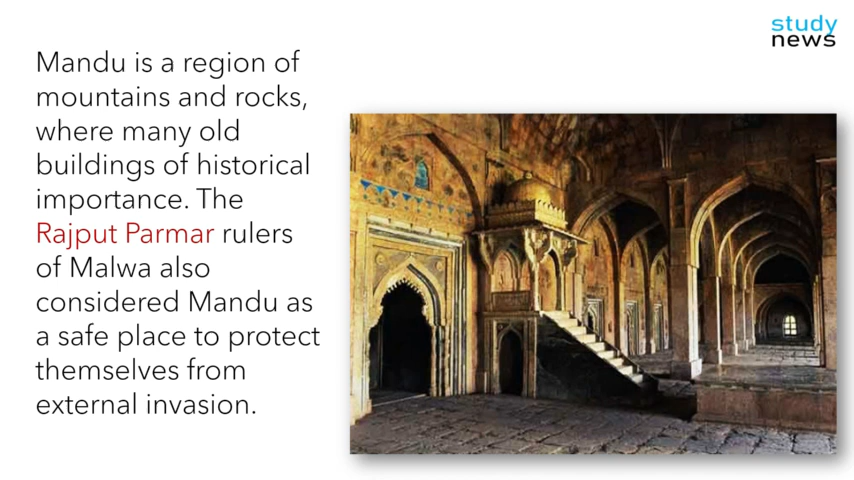 study
news
Mandu is a region of
mountains and rocks,
where many old
buildings of historical
importance. The
Rajput Parmar rulers
of Malwa also
considered Mandu as
a safe place to protect
themselves from
external invasion.